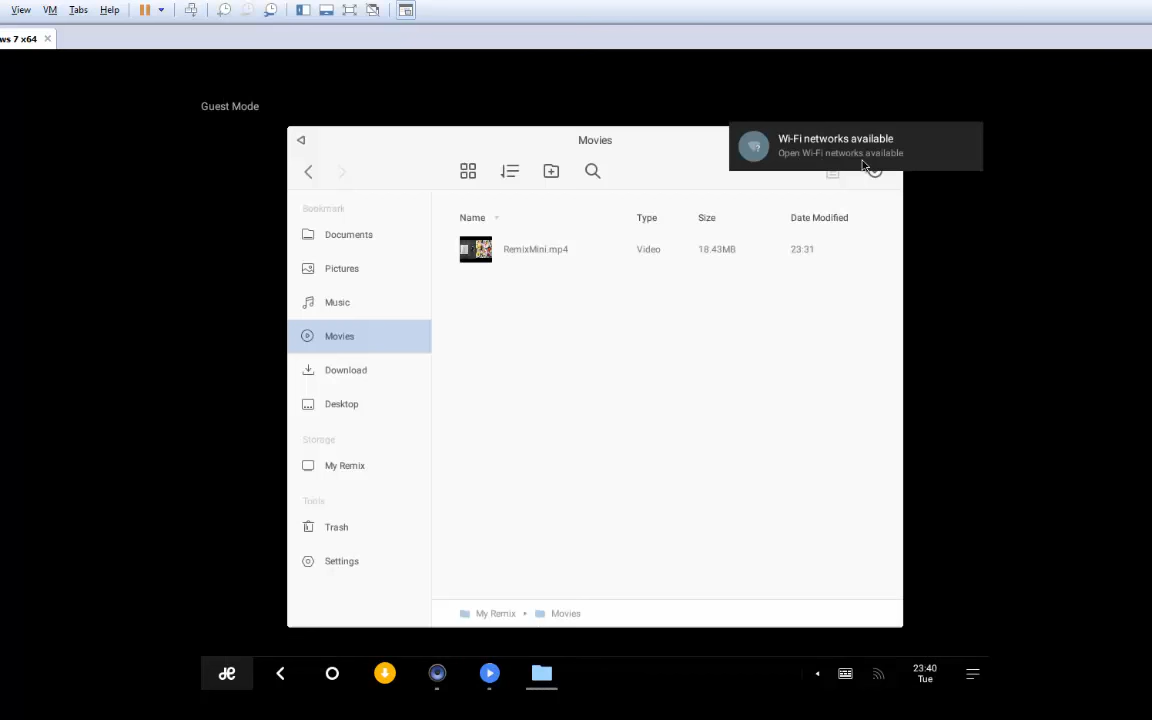 View VM Tabs Help
ws 7 x64
Guest Mode
Movies
Wi-Fi networks available
Open Wi-Fi networks available
Bookmark
Documents
Pictures
Music
Movies
Download
Desktop
Storage
My Remix
Tools
Trash
Settings
Name Type Size Date Modified
RemixMini.mp4 Video 18.43MB 23:31
My Remix Movies
23:40
Tue